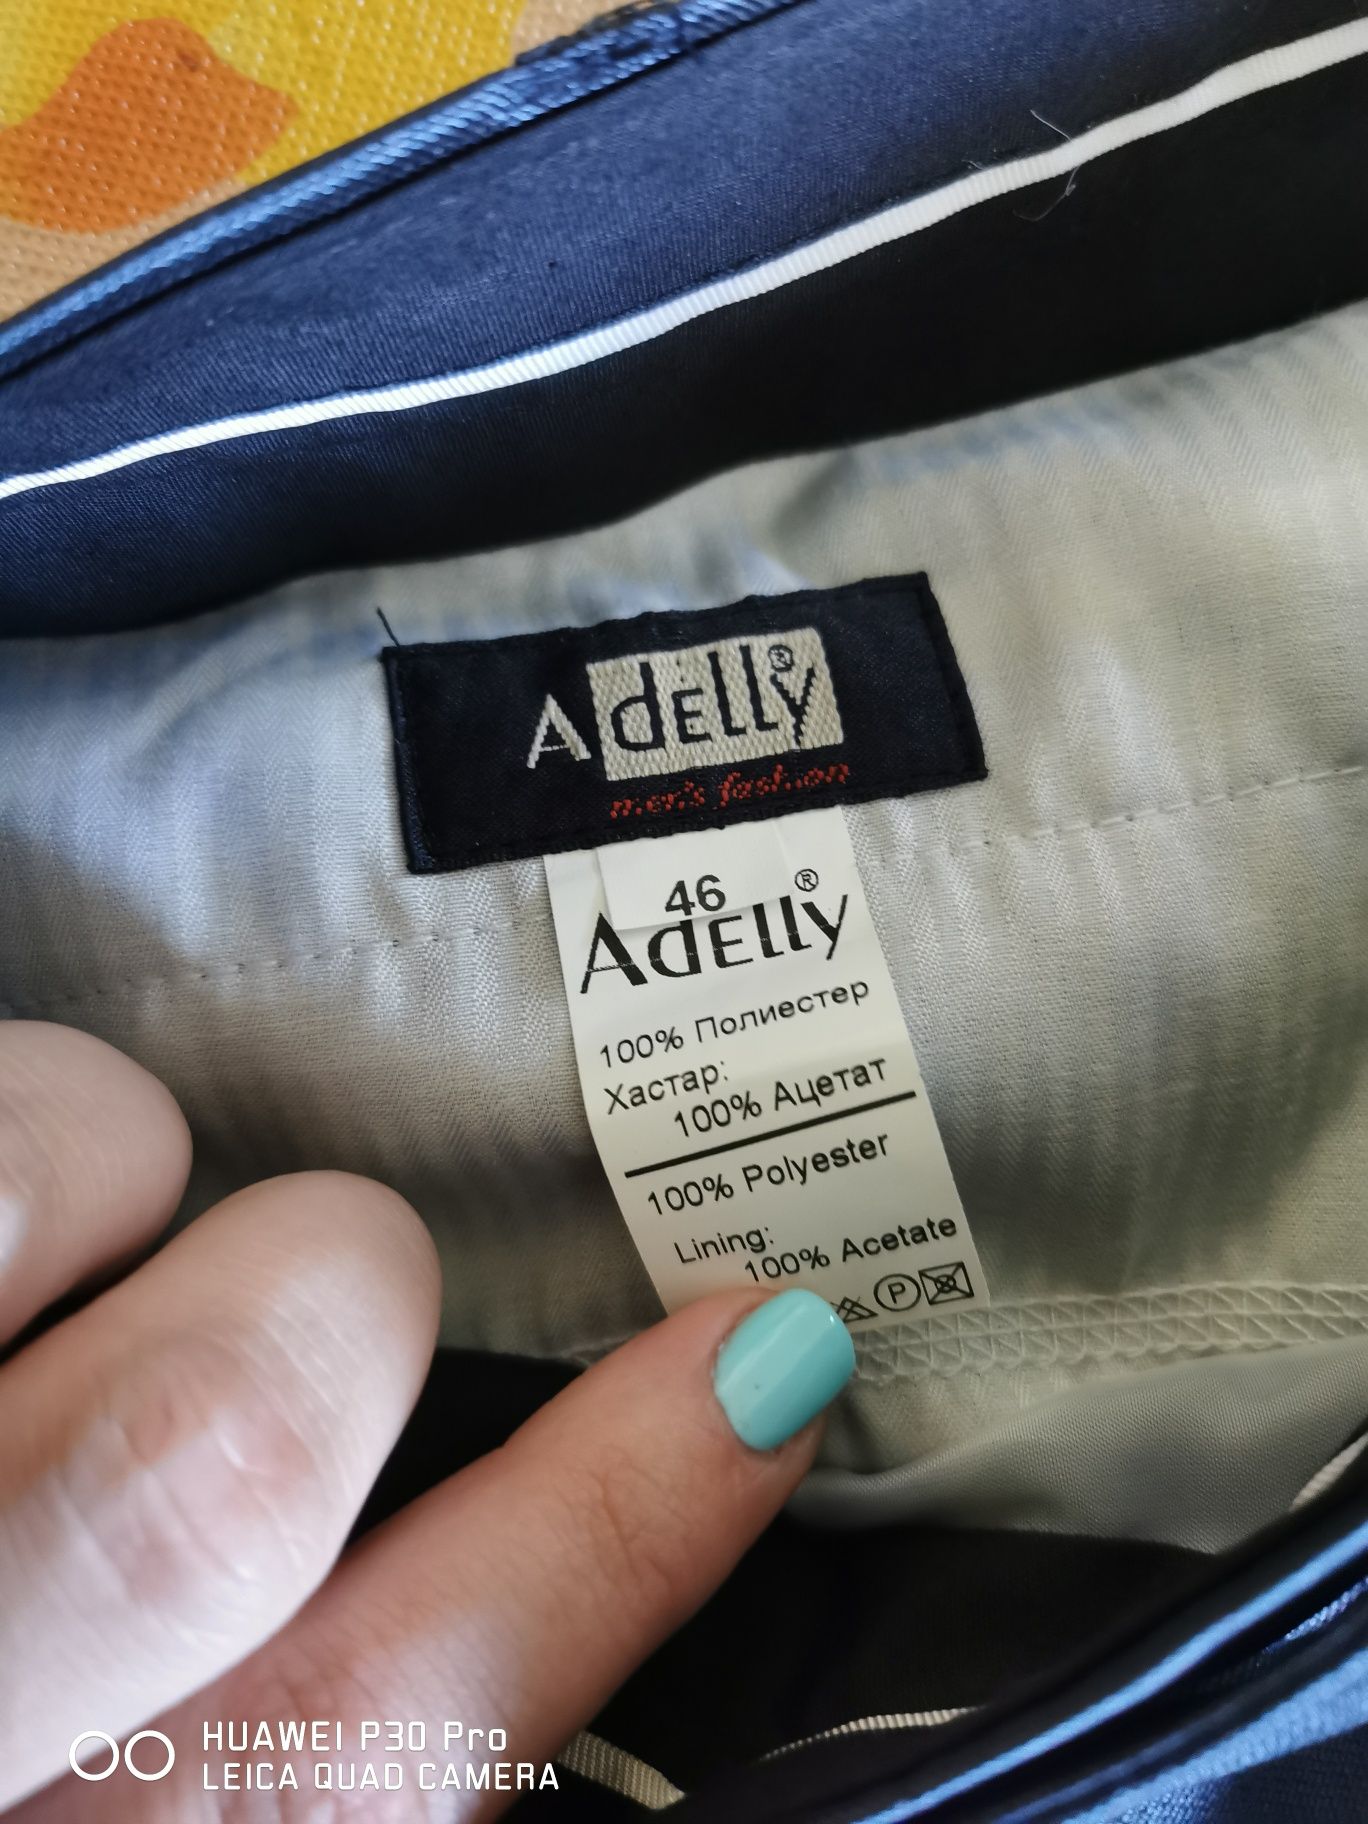 Adelly®
men's fashion
46
Adelly®
100% Полиестер
Хастар:
100% Ацетат
100% Polyester
Lining:
100% Acetate
P
HUAWEI P30 Pro
LEICA QUAD CAMERA